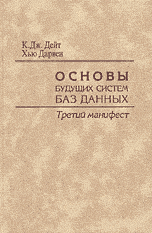 К. Дж. Дейт
Хью Дарвен
ОСНОВЫ
БУДУЩИХ СИСТЕМ
БАЗ ДАННЫХ
Третий манифест